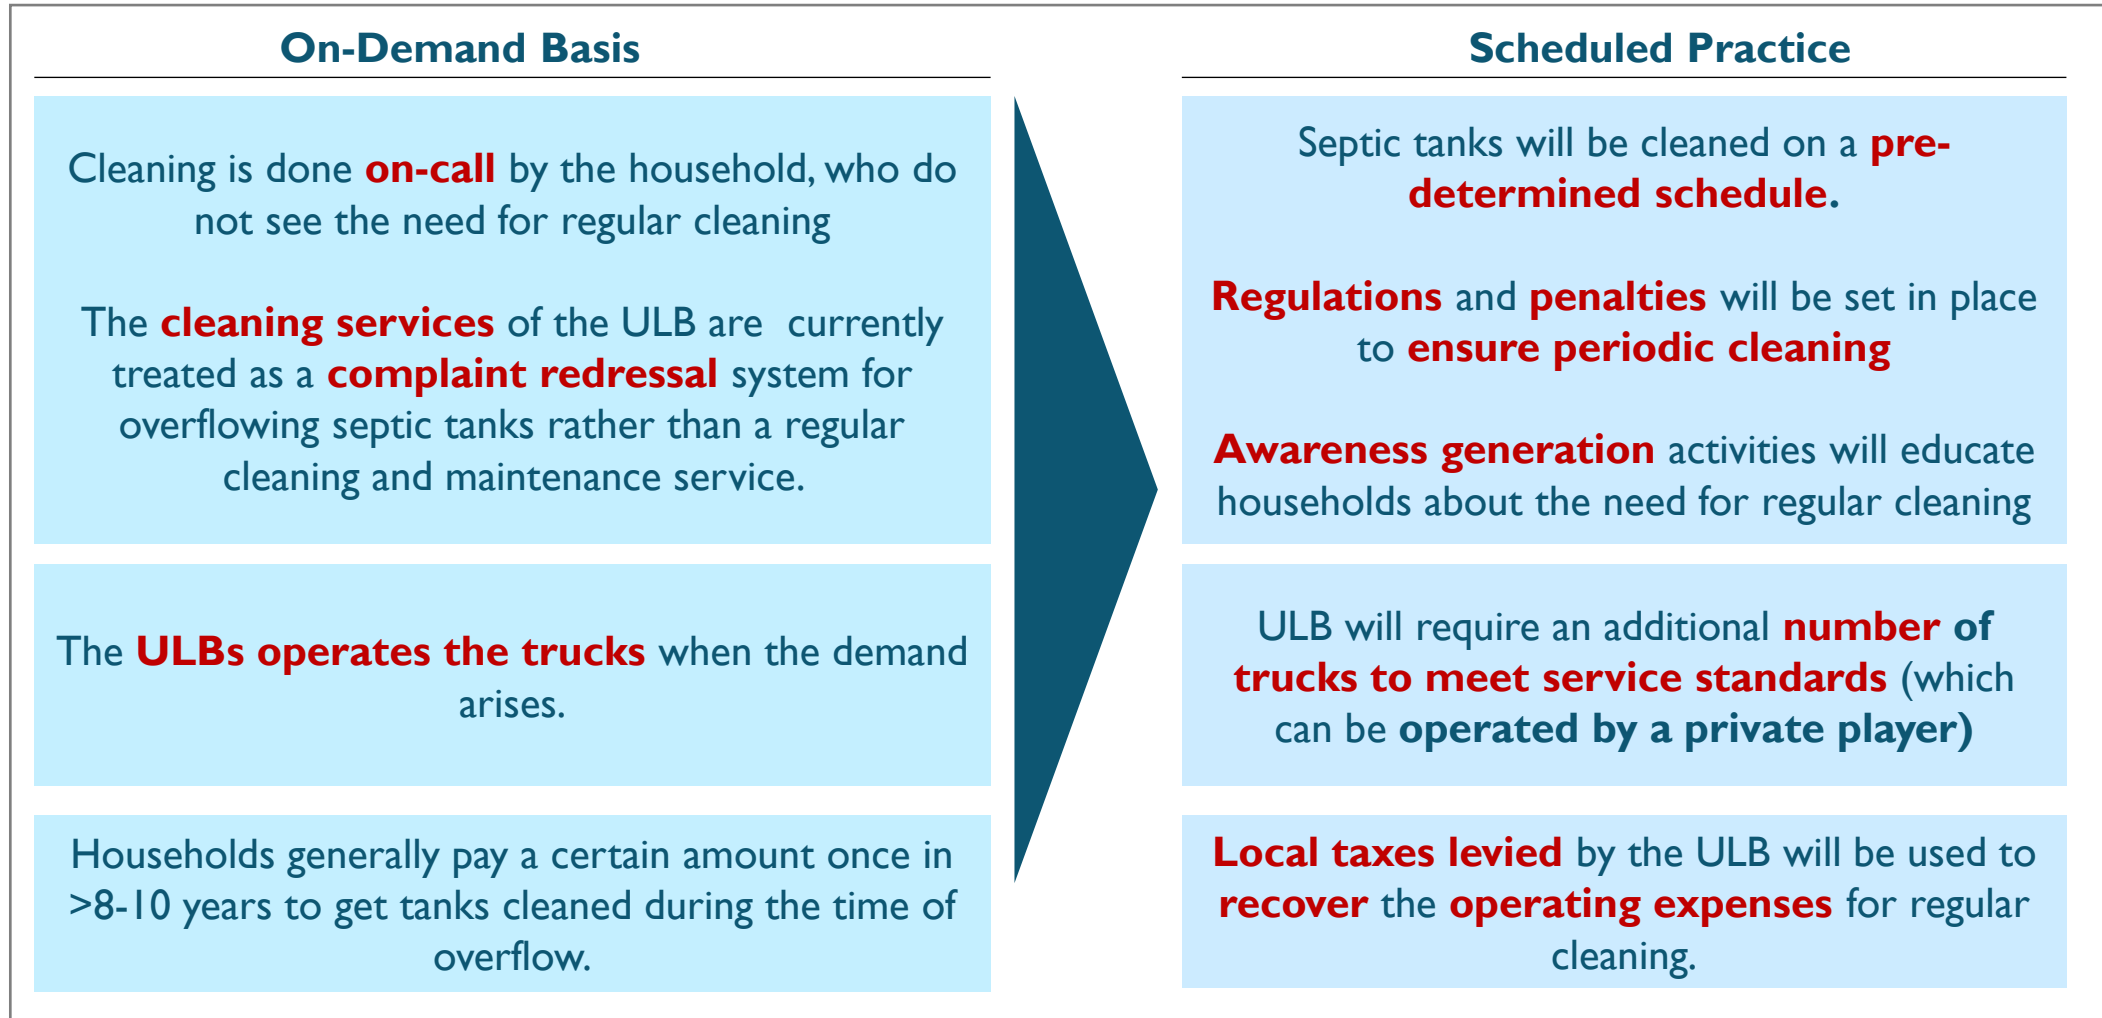 On-Demand Basis
Cleaning is done on-call by the household, who do
not see the need for regular cleaning
The cleaning services of the ULB are currently
treated as a complaint redressal system for
overflowing septic tanks rather than a regular
cleaning and maintenance service.
The ULBs operates the trucks when the demand
arises.
Households generally pay a certain amount once in
>8-10 years to get tanks cleaned during the time of
overflow.
Scheduled Practice
Septic tanks will be cleaned on a pre-
determined schedule.
Regulations and penalties will be set in place
to ensure periodic cleaning
Awareness generation activities will educate
households about the need for regular cleaning
ULB will require an additional number of
trucks to meet service standards (which
can be operated by a private player)
Local taxes levied by the ULB will be used to
recover the operating expenses for regular
cleaning.